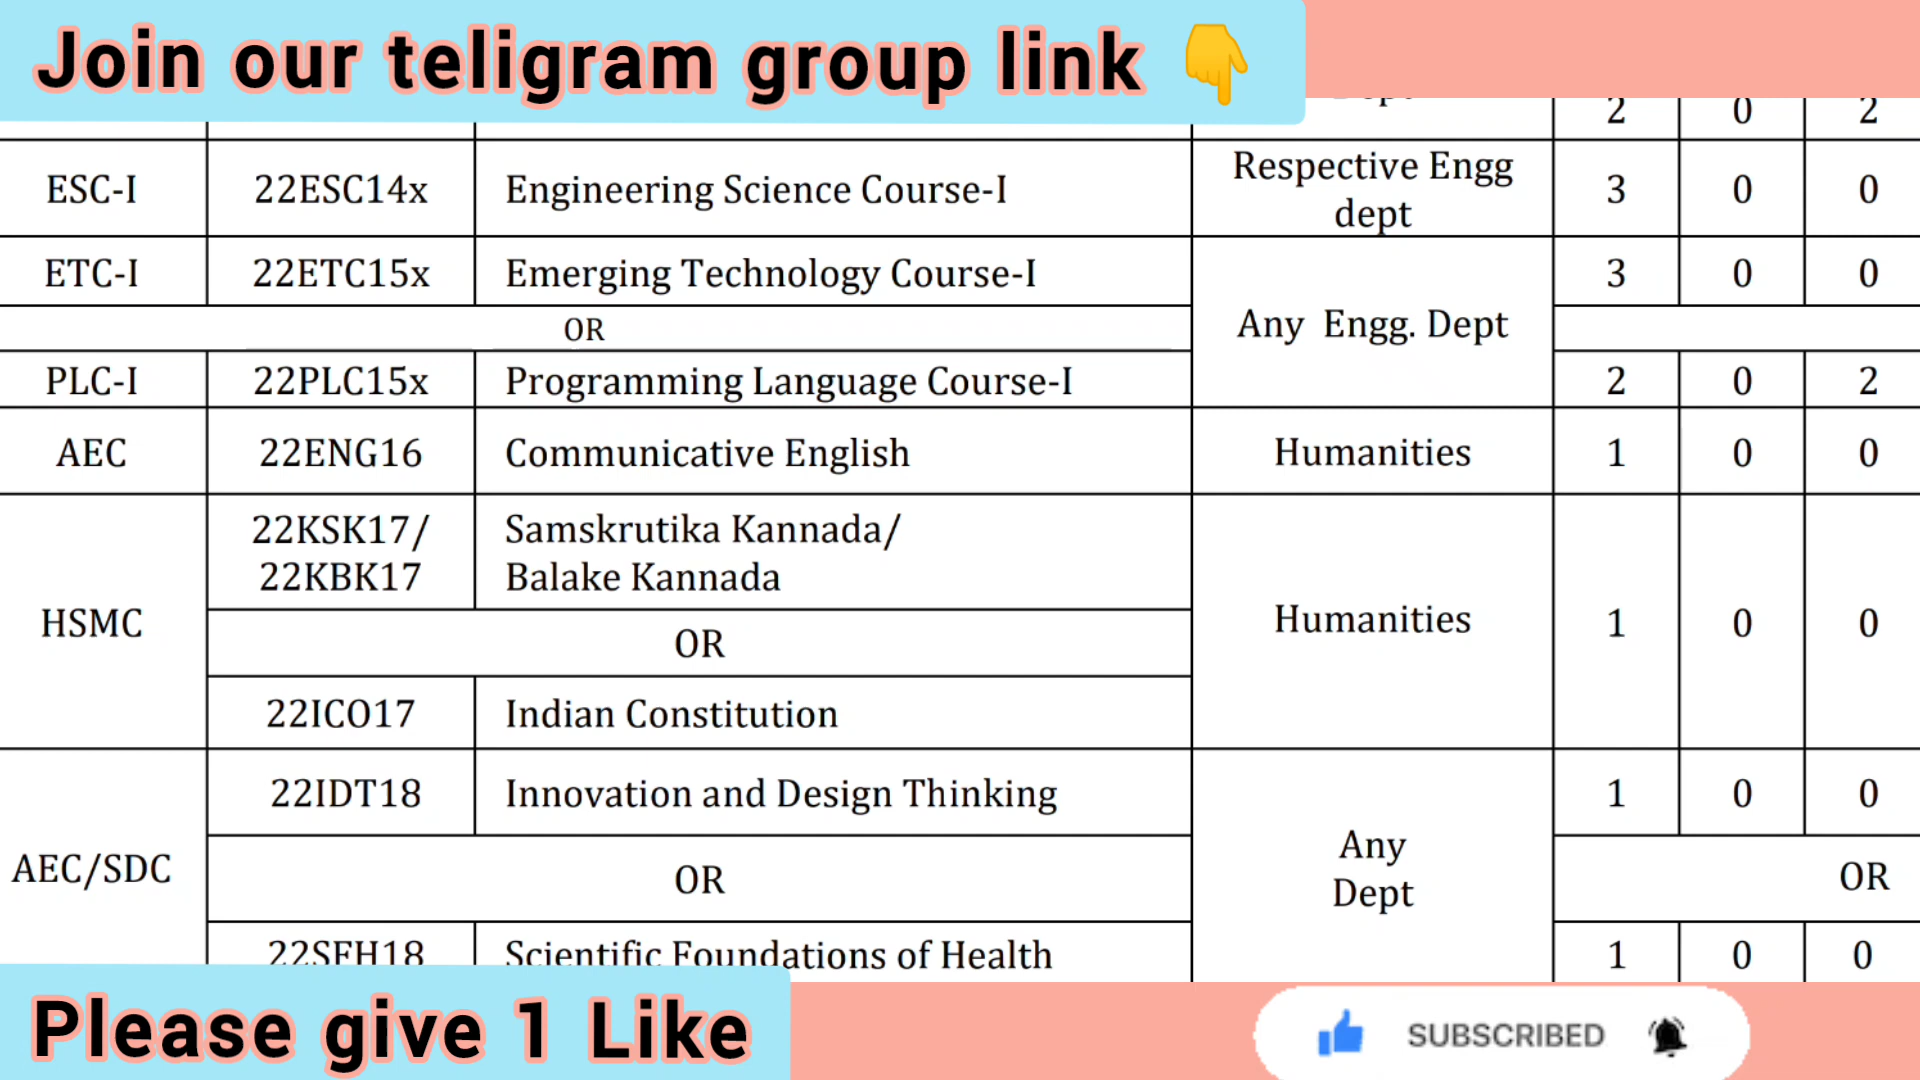 Join our teligram group link
2 0 2
ESC-I 22ESC14x Engineering Science Course-I Respective Engg dept 3 0 0
ETC-I 22ETC15x Emerging Technology Course-I 3 0 0
OR
Any Engg. Dept
PLC-I 22PLC15x Programming Language Course-I 2 0 2
AEC 22ENG16 Communicative English Humanities 1 0 0
HSMC
22KSK17/ Samskrutika Kannada/
22KBK17 Balake Kannada
OR
Humanities 1 0 0
22ICO17 Indian Constitution
AEC/SDC
22IDT18 Innovation and Design Thinking 1 0 0
Any
Dept
OR OR
22SFH18 Scientific Foundations of Health 1 0 0
Please give 1 Like
SUBSCRIBED